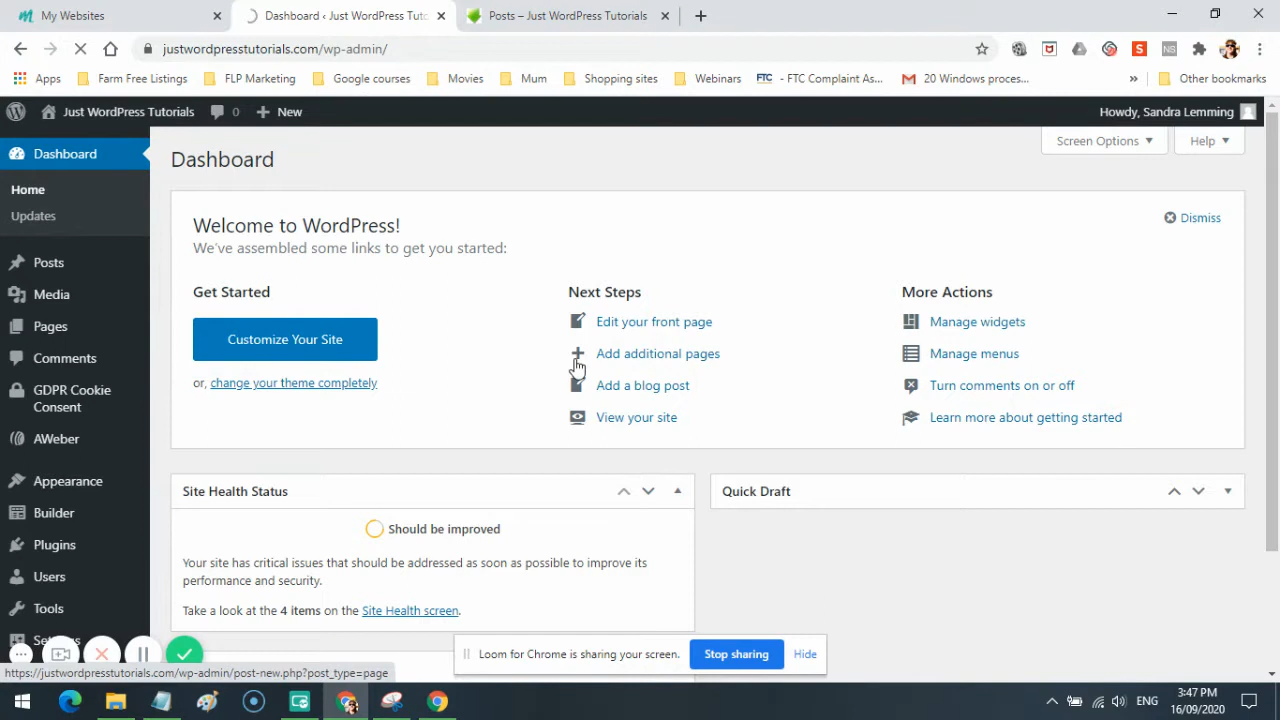 My Websites
Dashboard ‹ Just WordPress Tuto
Posts – Just WordPress Tutorials
justwordpresstutorials.com/wp-admin/
Apps
Farm Free Listings
FLP Marketing
Google courses
Movies
Mum
Shopping sites
Webinars
FTC - FTC Complaint As...
20 Windows proces...
»
Other bookmarks
Just WordPress Tutorials
0
New
Howdy, Sandra Lemming
Dashboard
Home
Updates
Posts
Media
Pages
Comments
GDPR Cookie
Consent
AWeber
Appearance
Builder
Plugins
Users
Tools
Screen Options
Help
Dashboard
Welcome to WordPress!
We've assembled some links to get you started:
Dismiss
Get Started
Customize Your Site
or, change your theme completely
Next Steps
Edit your front page
Add additional pages
Add a blog post
View your site
More Actions
Manage widgets
Manage menus
Turn comments on or off
Learn more about getting started
Site Health Status
Should be improved
Your site has critical issues that should be addressed as soon as possible to improve its
performance and security.
Take a look at the 4 items on the Site Health screen.
Quick Draft
Loom for Chrome is sharing your screen.
Stop sharing
Hide
https://justwordpresstutorials.com/wp-admin/post-new.php?post_type=page
ENG
3:47 PM
16/09/2020